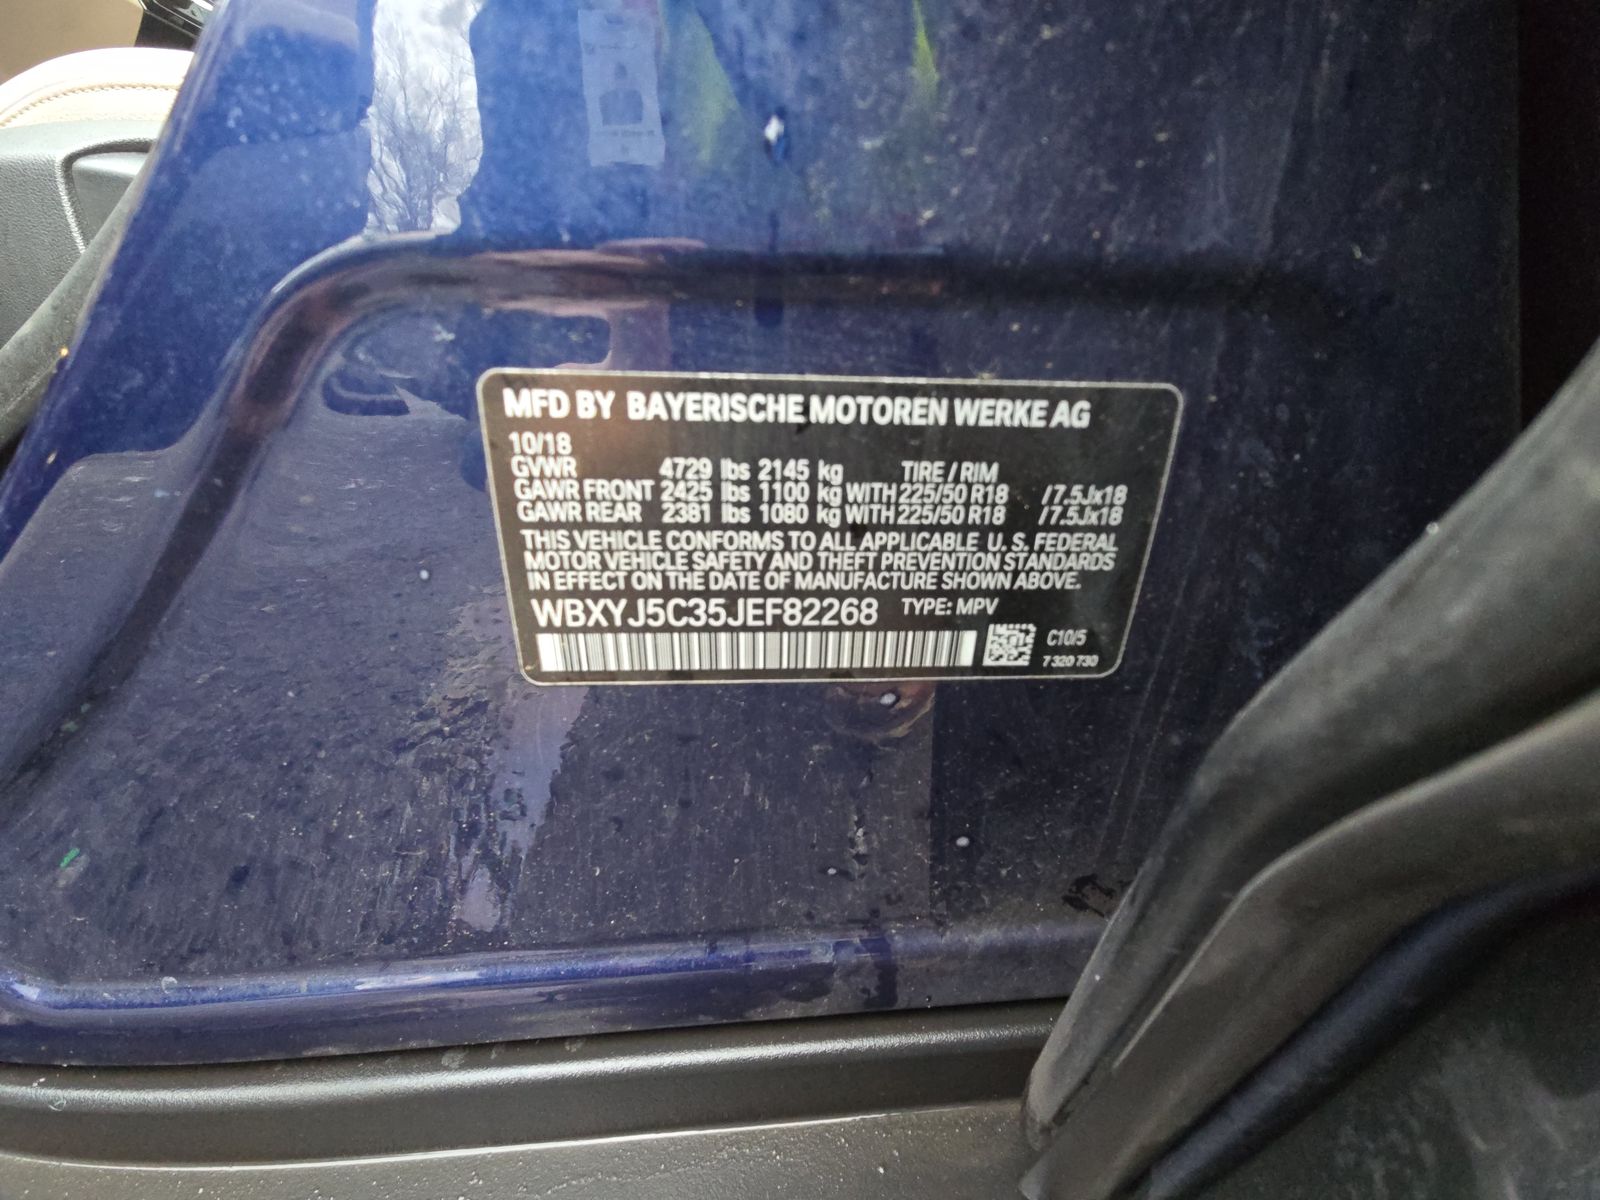 MFD BY BAYERISCHE MOTOREN WERKE AG
10/18
GVWR 4729 lbs 2145 kg TIRE / RIM
GAWR FRONT 2425 lbs 1100 kg WITH 225/50 R18 / 7.5Jx18
GAWR REAR 2381 lbs 1080 kg WITH 225/50 R18 / 7.5Jx18
THIS VEHICLE CONFORMS TO ALL APPLICABLE U. S. FEDERAL
MOTOR VEHICLE SAFETY AND THEFT PREVENTION STANDARDS
IN EFFECT ON THE DATE OF MANUFACTURE SHOWN ABOVE.
WBXYJ5C35JEF82268 TYPE: MPV
C10/5
7 320 730